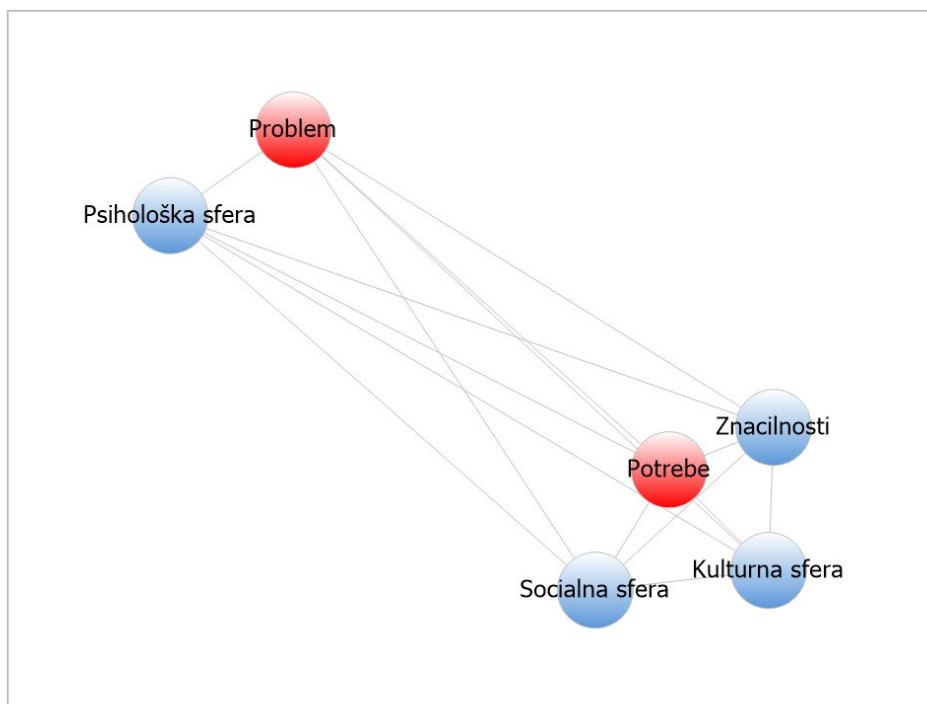 Problem
Psihološka sfera
Znacilnosti
Potrebe
Kulturna sfera
Socialna sfera